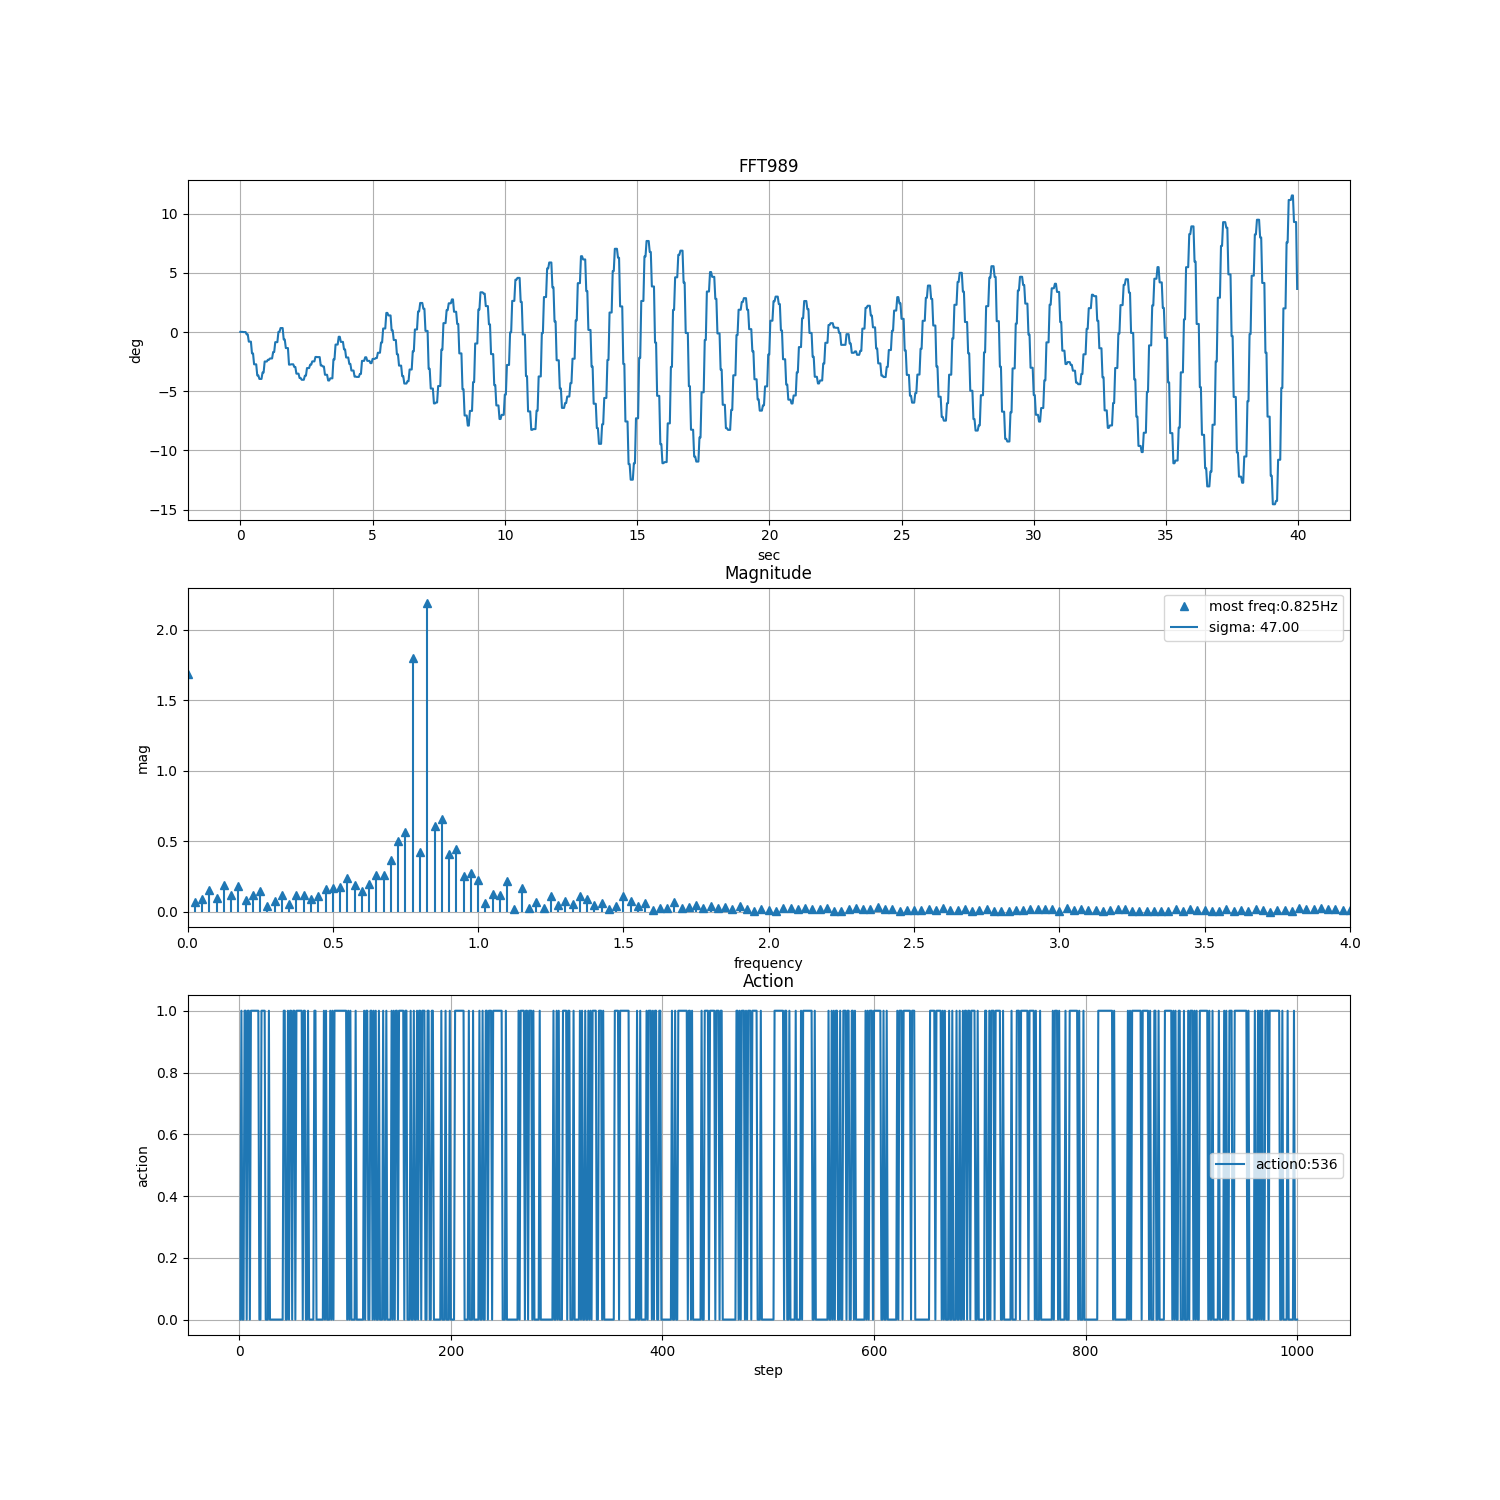 FFT989
10
5
0
−5
−10
−15
deg
0 5 10 15 20 25 30 35 40
sec
Magnitude
most freq:0.825Hz
sigma: 47.00
2.0
1.5
1.0
0.5
0.0
mag
0.0 0.5 1.0 1.5 2.0 2.5 3.0 3.5 4.0
frequency
Action
1.0
0.8
0.6
0.4
0.2
0.0
action
action0:536
0 200 400 600 800 1000
step